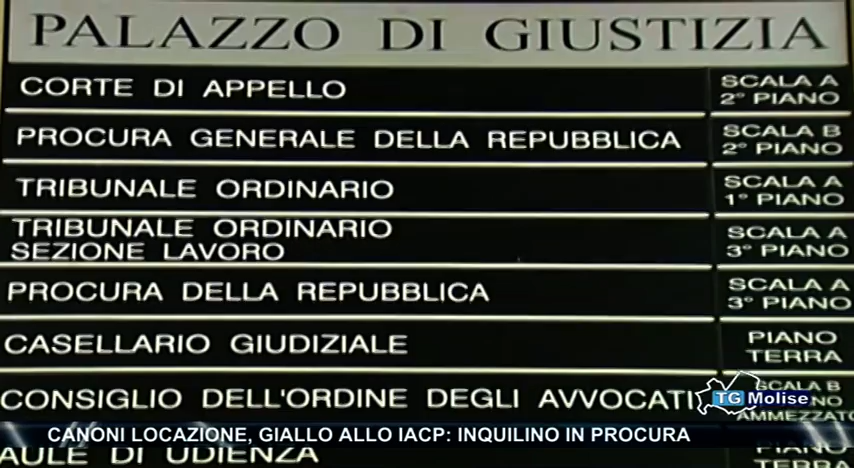 PALAZZO DI GIUSTIZIA
CORTE DI APPELLO
SCALA A
2° PIANO
PROCURA GENERALE DELLA REPUBBLICA
SCALA B
2° PIANO
TRIBUNALE ORDINARIO
SCALA A
1° PIANO
TRIBUNALE ORDINARIO
SEZIONE LAVORO
SCALA A
3° PIANO
PROCURA DELLA REPUBBLICA
SCALA A
3° PIANO
CASELLARIO GIUDIZIALE
PIANO
TERRA
CONSIGLIO DELL'ORDINE DEGLI AVVOCATI
SCALA B
AMMEZZATO
TG Molise
CANONI LOCAZIONE, GIALLO ALLO IACP: INQUILINO IN PROCURA
AULE DI UDIENZA
PIANO
TERRA